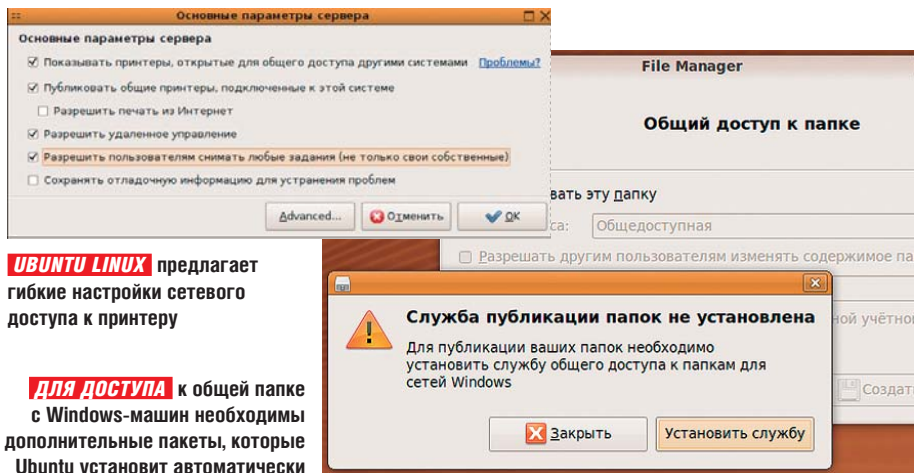 Основные параметры сервера
Основные параметры сервера
Показывать принтеры, открытые для общего доступа другими системами Проблемы?
Публиковать общие принтеры, подключенные к этой системе
Разрешить печать из Интернет
Разрешить удаленное управление
Разрешить пользователям снимать любые задания (не только свои собственные)
Сохранять отладочную информацию для устранения проблем
Advanced... Отменить OK
UBUNTU LINUX предлагает
гибкие настройки сетевого
доступа к принтеру
ДЛЯ ДОСТУПА к общей папке
с Windows-машин необходимы
дополнительные пакеты, которые
Ubuntu установит автоматически
File Manager
Общий доступ к папке
вать эту папку
са: Общедоступная
Разрешать другим пользователям изменять содержимое па
ной учётно
Создат
Служба публикации папок не установлена
Для публикации ваших папок необходимо
установить службу общего доступа к папкам для
сетей Windows
Закрыть Установить службу